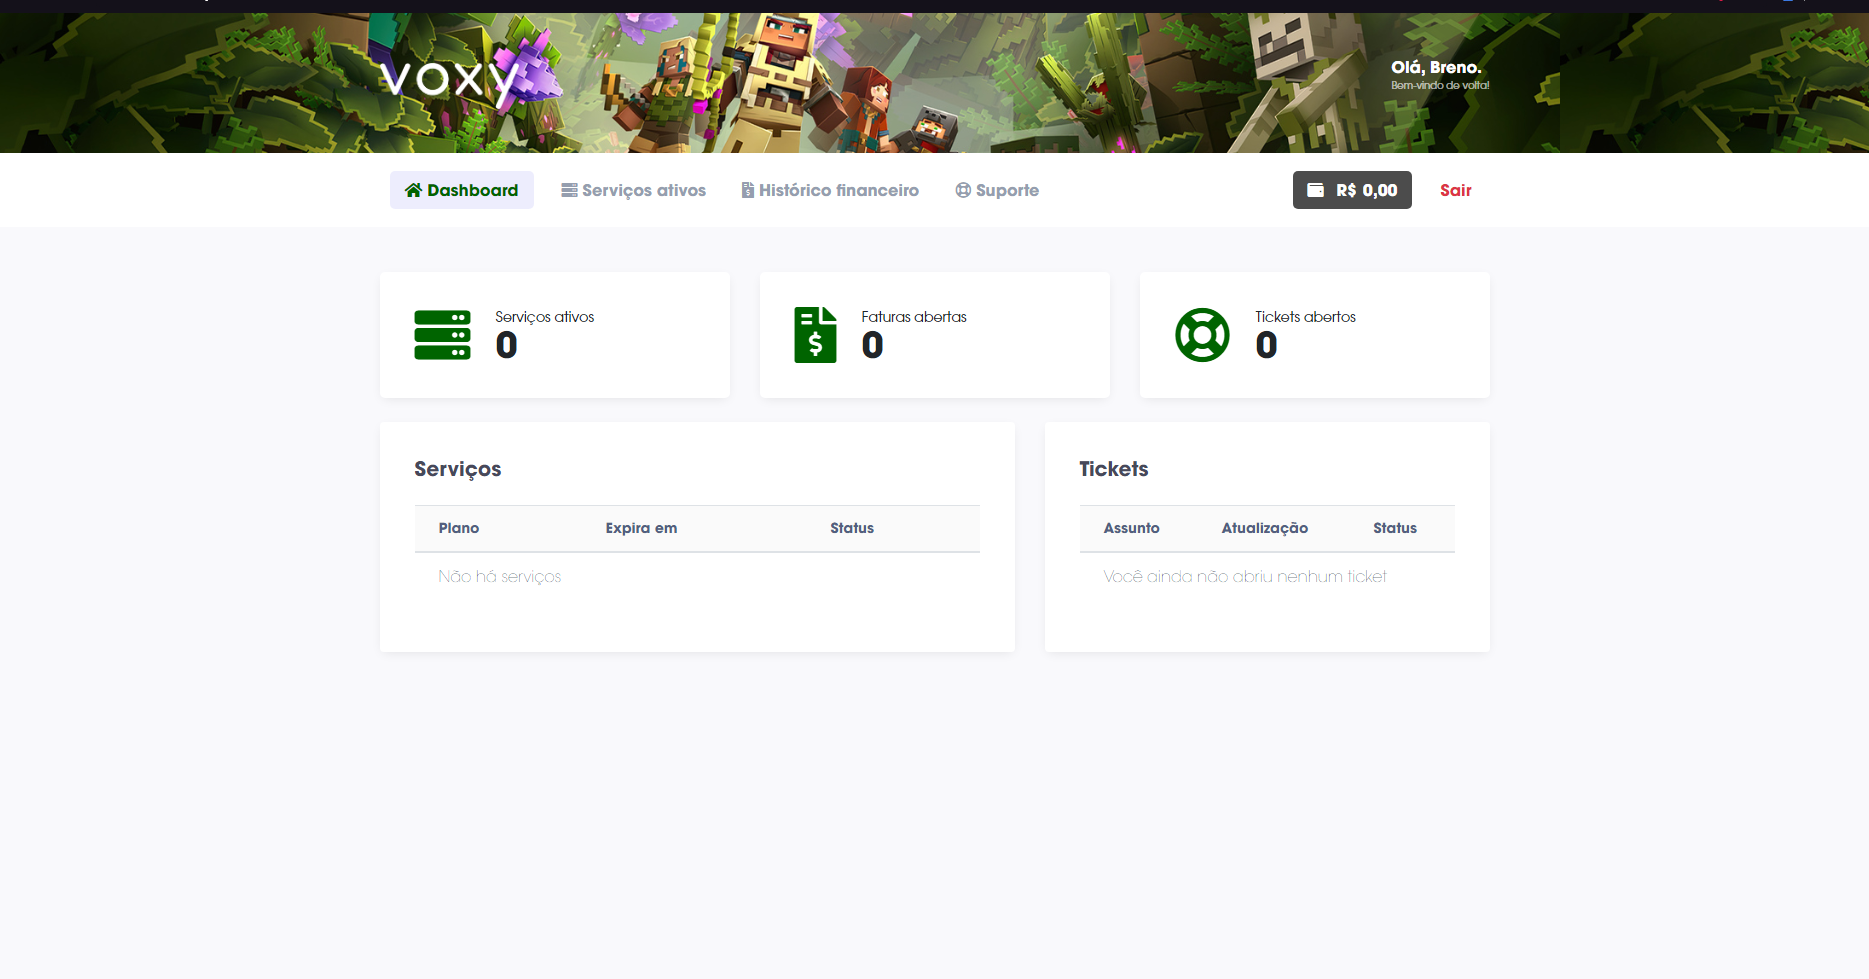 voxy
Olá, Breno.
Bem-vindo de volta!
Dashboard
Serviços ativos
Histórico financeiro
Suporte
R$ 0,00
Sair
Serviços ativos
0
Faturas abertas
0
Tickets abertos
0
Serviços
Plano Expira em Status
Não há serviços
Tickets
Assunto Atualização Status
Você ainda não abriu nenhum ticket